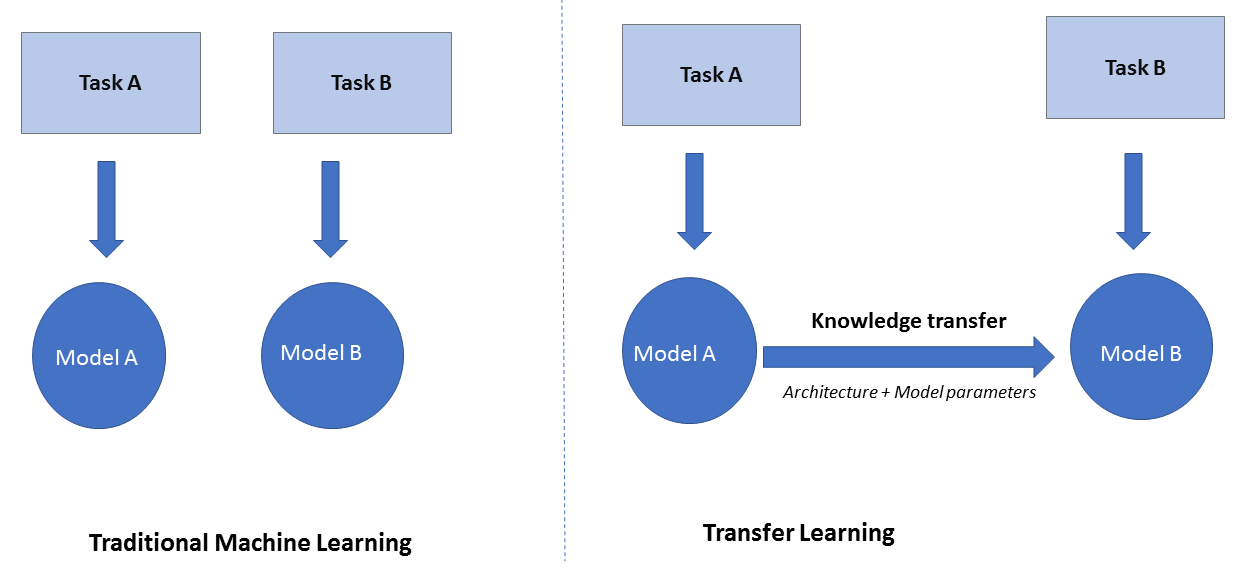 Task A
Task B
Model A
Model B
Traditional Machine Learning
Task A
Task B
Model A
Knowledge transfer
Architecture + Model parameters
Model B
Transfer Learning